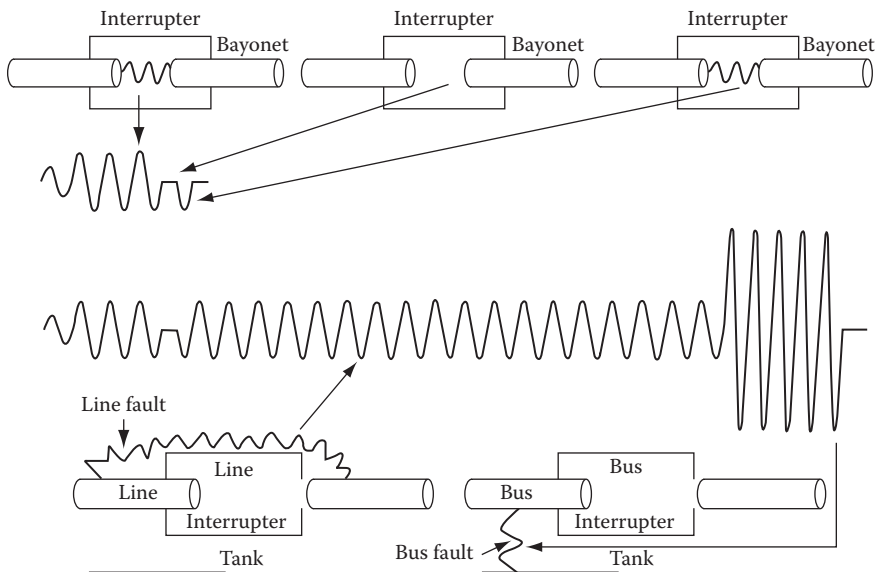 Interrupter
Bayonet
Interrupter
Bayonet
Interrupter
Bayonet
Line fault
Line
Line
Interrupter
Tank
Bus
Bus
Interrupter
Bus fault
Tank